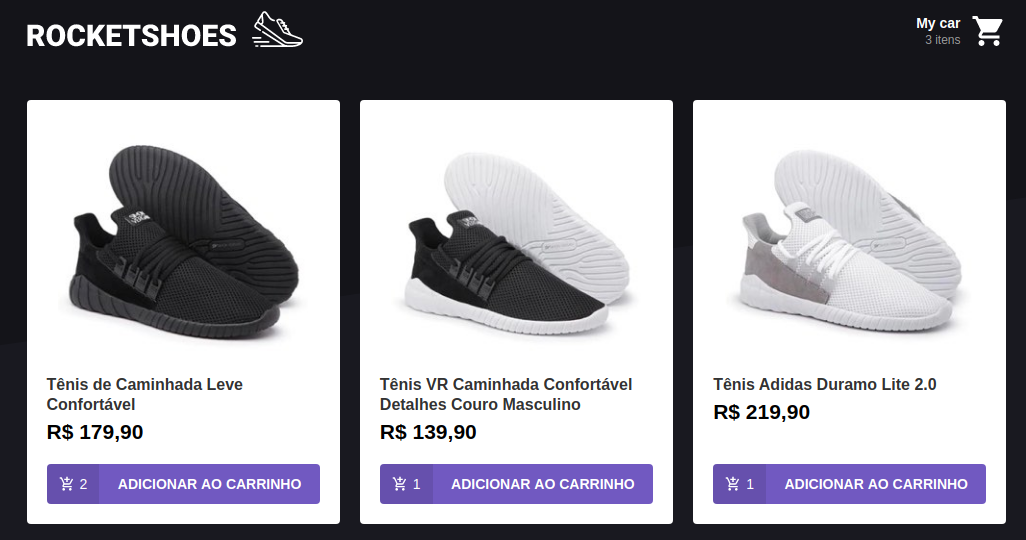 ROCKETSHOES
My car
3 itens
Tênis de Caminhada Leve
Confortável
R$ 179,90
2 ADICIONAR AO CARRINHO
Tênis VR Caminhada Confortável
Detalhes Couro Masculino
R$ 139,90
1 ADICIONAR AO CARRINHO
Tênis Adidas Duramo Lite 2.0
R$ 219,90
1 ADICIONAR AO CARRINHO